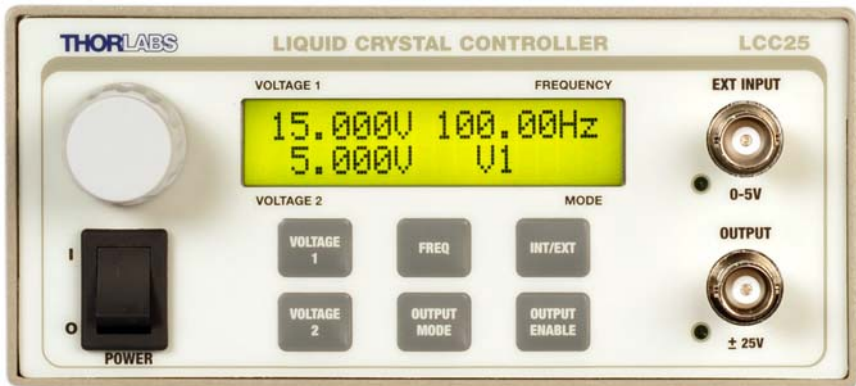 THORLABS LIQUID CRYSTAL CONTROLLER LCC25
VOLTAGE 1 FREQUENCY EXT INPUT
15.000V 100.00Hz
5.000V V1
0-5V
VOLTAGE 2 MODE
VOLTAGE
1
FREQ
INT/EXT
OUTPUT
I
VOLTAGE
2
OUTPUT
MODE
OUTPUT
ENABLE
O
± 25V
POWER